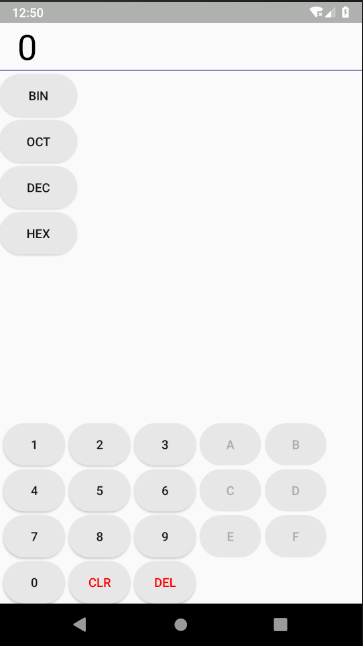 12:50
0
BIN
OCT
DEC
HEX
1 2 3 A B
4 5 6 C D
7 8 9 E F
0 CLR DEL